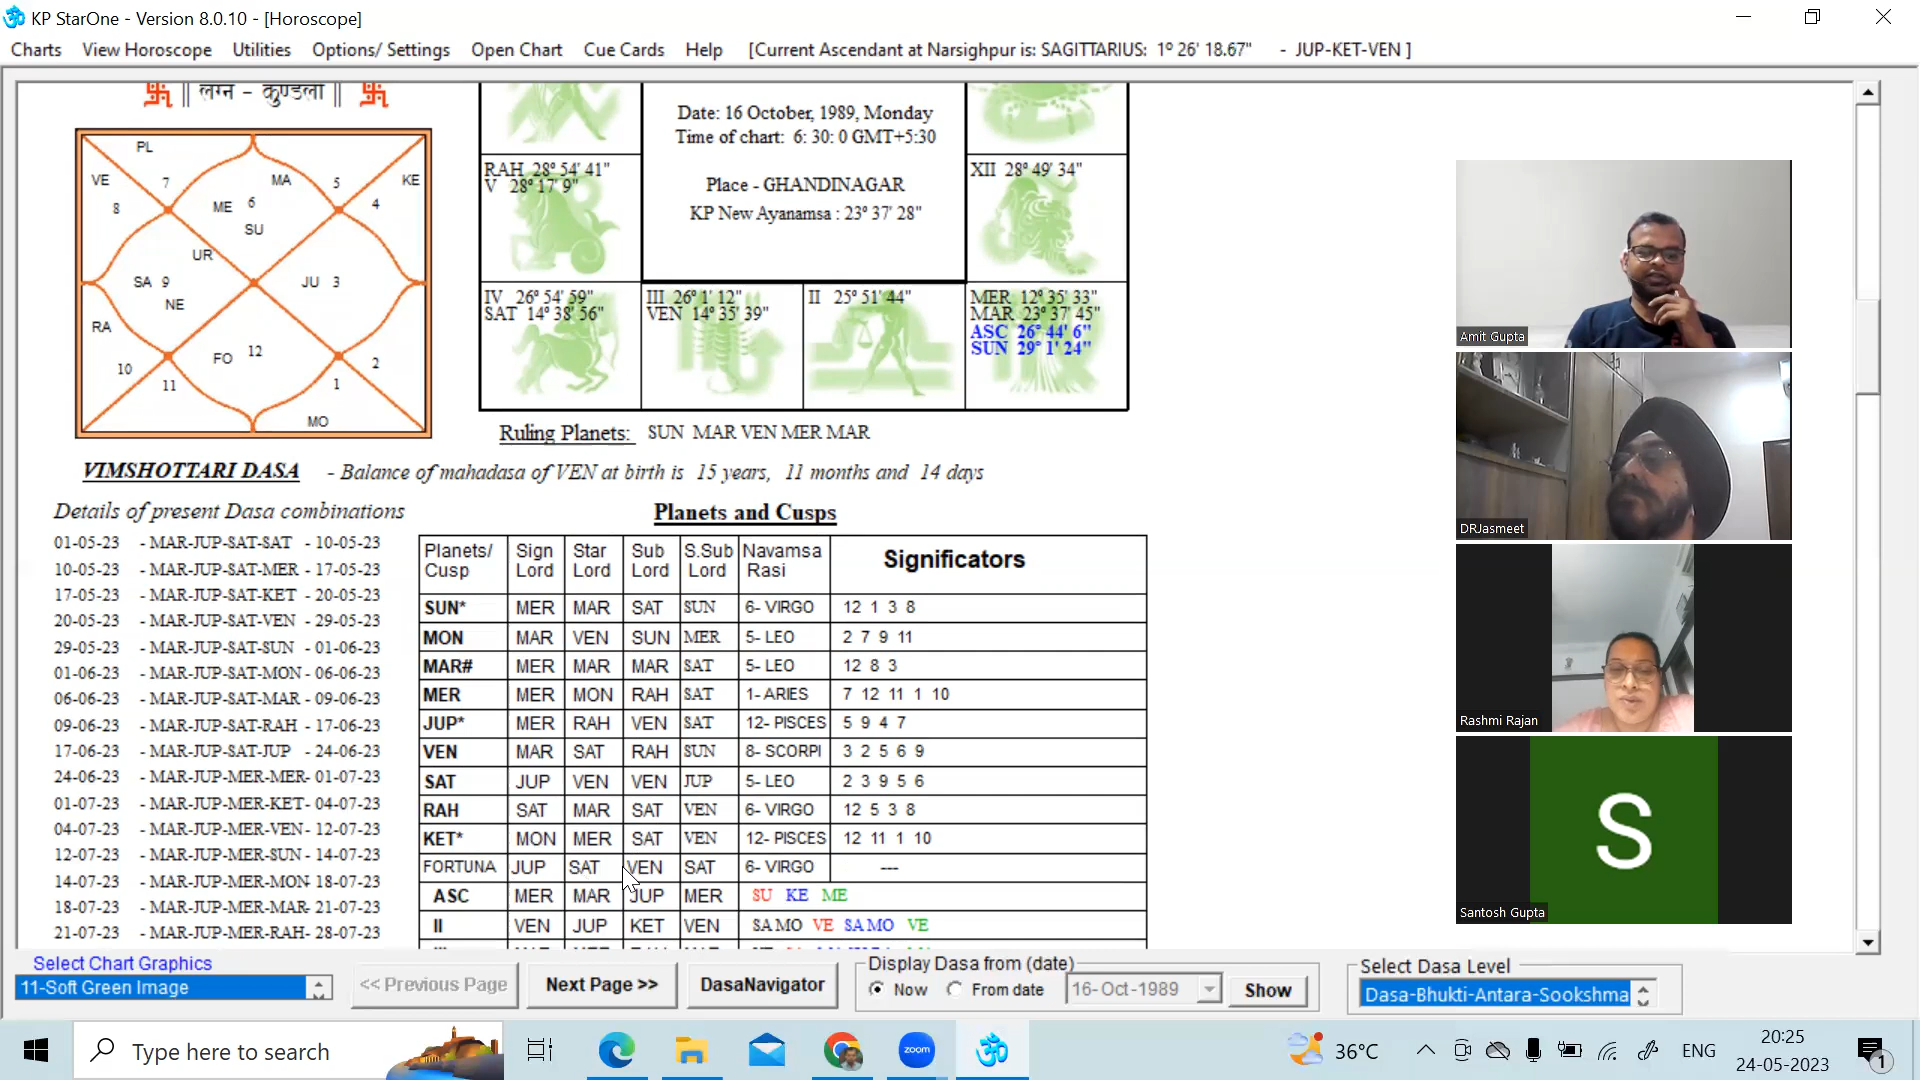 KP StarOne - Version 8.0.10 - [Horoscope]
Charts View Horoscope Utilities Options/ Settings Open Chart Cue Cards Help [Current Ascendant at Narsighpur is: SAGITTARIUS: 1º 26' 18.67" - JUP-KET-VEN ]
|| लग्न - कुण्डली ||
PL
VE 7 MA 5 KE
8 ME 6 4
SU
UR
SA 9 JU 3
NE
RA
FO 12
10 11 1 2
MO
Date: 16 October, 1989, Monday
Time of chart: 6: 30: 0 GMT+5:30
Place - GHANDINAGAR
KP New Ayanamsa : 23º 37' 28"
RAH 28º 54' 41"
V 28º 17' 9"
XII 28º 49' 34"
IV 26º 54' 59"
SAT 14º 38' 56"
III 26º 1' 12"
VEN 14º 35' 39"
II 25º 51' 44"
MER 12º 35' 33"
MAR 23º 37' 45"
ASC 26º 44' 6"
SUN 29º 1' 24"
Ruling Planets: SUN MAR VEN MER MAR
VIMSHOTTARI DASA - Balance of mahadasa of VEN at birth is 15 years, 11 months and 14 days
Details of present Dasa combinations
01-05-23 - MAR-JUP-SAT-SAT - 10-05-23
10-05-23 - MAR-JUP-SAT-MER - 17-05-23
17-05-23 - MAR-JUP-SAT-KET - 20-05-23
20-05-23 - MAR-JUP-SAT-VEN - 29-05-23
29-05-23 - MAR-JUP-SAT-SUN - 01-06-23
01-06-23 - MAR-JUP-SAT-MON - 06-06-23
06-06-23 - MAR-JUP-SAT-MAR - 09-06-23
09-06-23 - MAR-JUP-SAT-RAH - 17-06-23
17-06-23 - MAR-JUP-SAT-JUP - 24-06-23
24-06-23 - MAR-JUP-MER-MER- 01-07-23
01-07-23 - MAR-JUP-MER-KET- 04-07-23
04-07-23 - MAR-JUP-MER-VEN- 12-07-23
12-07-23 - MAR-JUP-MER-SUN - 14-07-23
14-07-23 - MAR-JUP-MER-MON- 18-07-23
18-07-23 - MAR-JUP-MER-MAR- 21-07-23
21-07-23 - MAR-JUP-MER-RAH- 28-07-23
Planets and Cusps
Planets/ Cusp Sign Lord Star Lord Sub Lord S.Sub Lord Navamsa Rasi Significators
SUN* MER MAR SAT SUN 6- VIRGO 12 1 3 8
MON MAR VEN SUN MER 5- LEO 2 7 9 11
MAR# MER MAR MAR SAT 5- LEO 12 8 3
MER MER MON RAH SAT 1- ARIES 7 12 11 1 10
JUP* MER RAH VEN SAT 12- PISCES 5 9 4 7
VEN MAR SAT RAH SUN 8- SCORPI 3 2 5 6 9
SAT JUP VEN VEN JUP 5- LEO 2 3 9 5 6
RAH SAT MAR SAT VEN 6- VIRGO 12 5 3 8
KET* MON MER SAT VEN 12- PISCES 12 11 1 10
FORTUNA JUP SAT VEN SAT 6- VIRGO ---
ASC MER MAR JUP MER SU KE ME
II VEN JUP KET VEN SA MO VE SA MO VE
Amit Gupta
DRJasmeet
Rashmi Rajan
S
Santosh Gupta
Select Chart Graphics
11-Soft Green Image
<< Previous Page
Next Page >>
DasaNavigator
Display Dasa from (date)
Now From date 16-Oct-1989 Show
Select Dasa Level
Dasa-Bhukti-Antara-Sookshma
Type here to search
zoom
36°C
ENG
20:25
24-05-2023
1